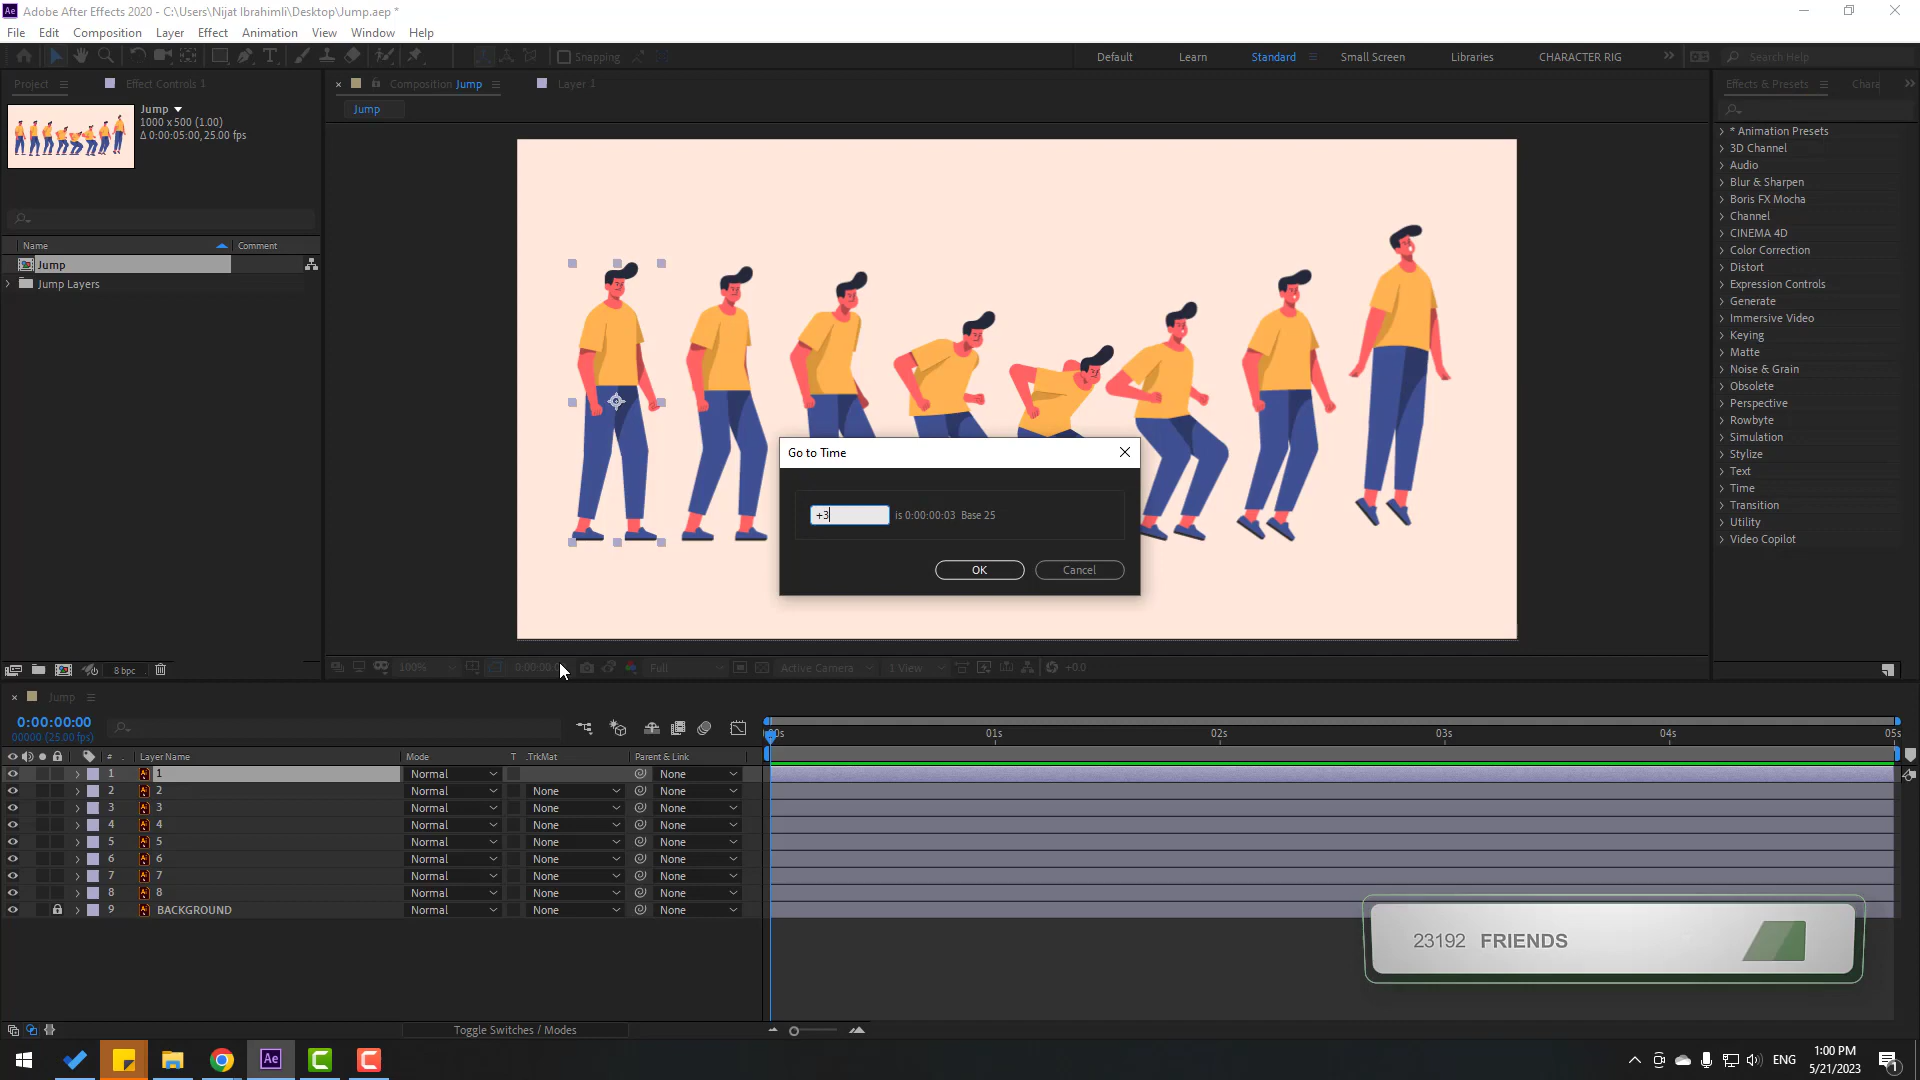 Adobe After Effects 2020 - C:\Users\Nijat Ibrahimli\Desktop\Jump.aep *
File Edit Composition Layer Effect Animation View Window Help
Snapping
Default Learn Standard Small Screen Libraries CHARACTER RIG Search Help
Project Effect Controls 1 Composition Jump Layer 1 Effects & Presets
Jump
Jump
1000 x 500 (1.00)
Δ 0:00:05:00, 25.00 fps
Name Comment
Jump
Jump Layers
* Animation Presets
3D Channel
Audio
Blur & Sharpen
Boris FX Mocha
Channel
CINEMA 4D
Color Correction
Distort
Expression Controls
Generate
Immersive Video
Keying
Matte
Noise & Grain
Obsolete
Perspective
Rowbyte
Simulation
Stylize
Text
Time
Transition
Utility
Video Copilot
Go to Time
+3 is 0:00:00:03 Base 25
OK Cancel
8 bpc 100% Full Active Camera 1 View +0.0
Jump
0:00:00:00
00000 (25.00 fps)
01s 02s 03s 04s 05s
# Layer Name Mode T .TrkMat Parent & Link
1 1 Normal None
2 2 Normal None None
3 3 Normal None None
4 4 Normal None None
5 5 Normal None None
6 6 Normal None None
7 7 Normal None None
8 8 Normal None None
9 BACKGROUND Normal None None
23192 FRIENDS
Toggle Switches / Modes
Ae ENG 1:00 PM
5/21/2023